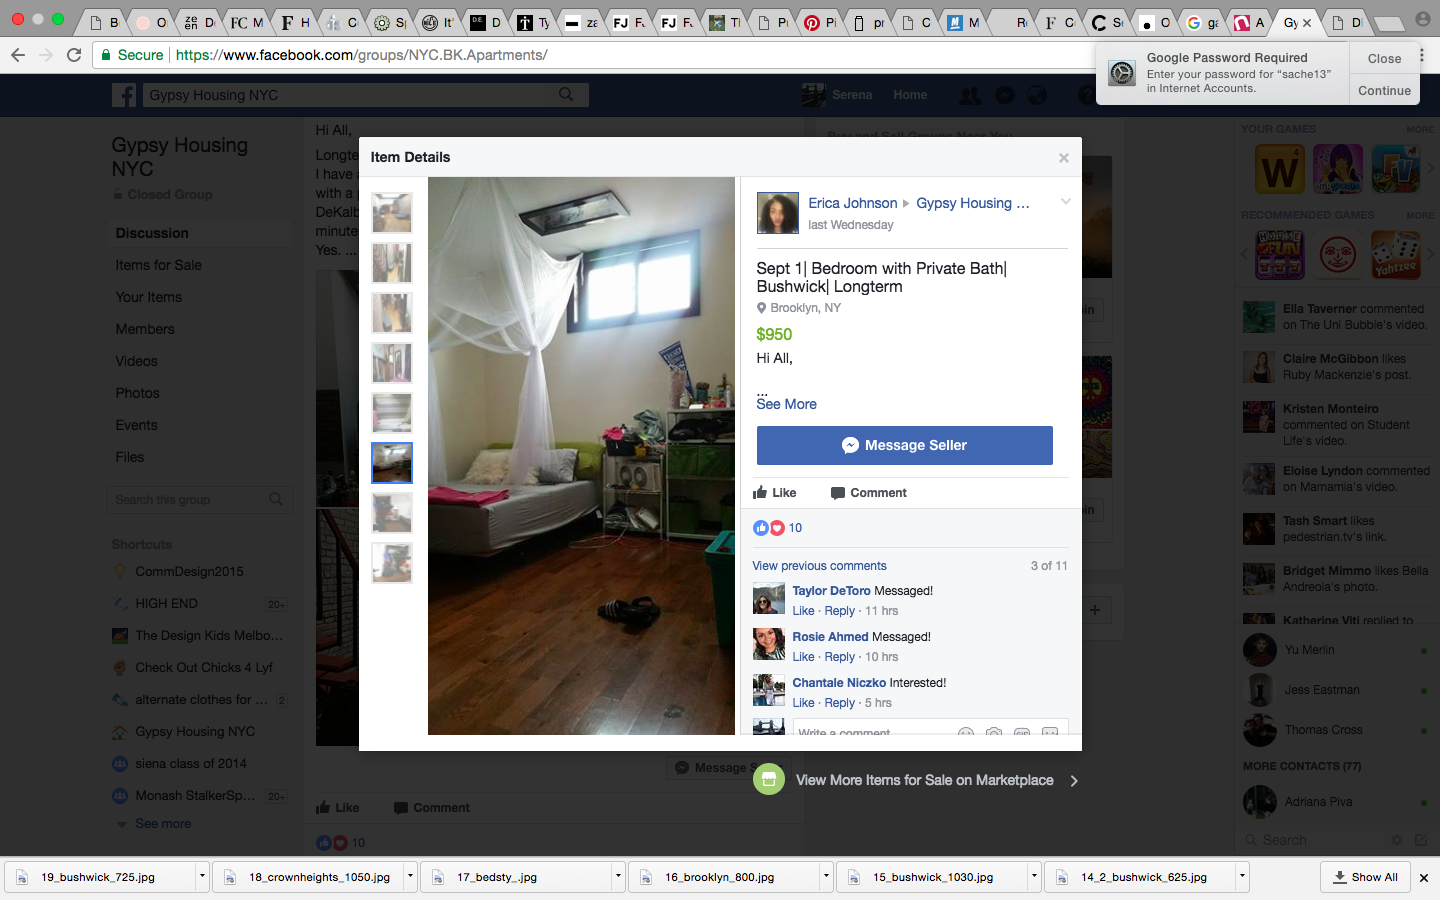 Secure
https://www.facebook.com/groups/NYC.BK.Apartments/
Google Password Required
Enter your password for “sache13”
in Internet Accounts.
Close
Continue
Gypsy Housing NYC
Serena
Home
Gypsy Housing
NYC
Closed Group
Discussion
Items for Sale
Your Items
Members
Videos
Photos
Events
Files
Search this group
Shortcuts
CommDesign2015
HIGH END
20+
The Design Kids Melbo...
Check Out Chicks 4 Lyf
alternate clothes for ...
2
Gypsy Housing NYC
siena class of 2014
Monash StalkerSp...
20+
See more
Hi All,
Longte
I have a
with a p
DeKalb
minute
Yes. ...
Buy and Sell Groups Near You
Item Details
Erica Johnson
Gypsy Housing ...
last Wednesday
Sept 1| Bedroom with Private Bath|
Bushwick| Longterm
Brooklyn, NY
$950
Hi All,
...
See More
Message Seller
Like
Comment
10
View previous comments
3 of 11
Taylor DeToro Messaged!
Like · Reply · 11 hrs
Rosie Ahmed Messaged!
Like · Reply · 10 hrs
Chantale Niczko Interested!
Like · Reply · 5 hrs
Write a comment
View More Items for Sale on Marketplace
Message S
Like
Comment
10
YOUR GAMES
MORE
RECOMMENDED GAMES
MORE
Ella Taverner commented
on The Uni Bubble's video.
Claire McGibbon likes
Ruby Mackenzie's post.
Kristen Monteiro
commented on Student
Life's video.
Eloise Lyndon commented
on Mamamia's video.
Tash Smart likes
pedestrian.tv's link.
Bridget Mimmo likes Bella
Andreola's photo.
Katherine Viti replied to
Yu Merlin
Jess Eastman
Thomas Cross
MORE CONTACTS (77)
Adriana Piva
Search
19_bushwick_725.jpg
18_crownheights_1050.jpg
17_bedsty_.jpg
16_brooklyn_800.jpg
15_bushwick_1030.jpg
14_2_bushwick_625.jpg
Show All